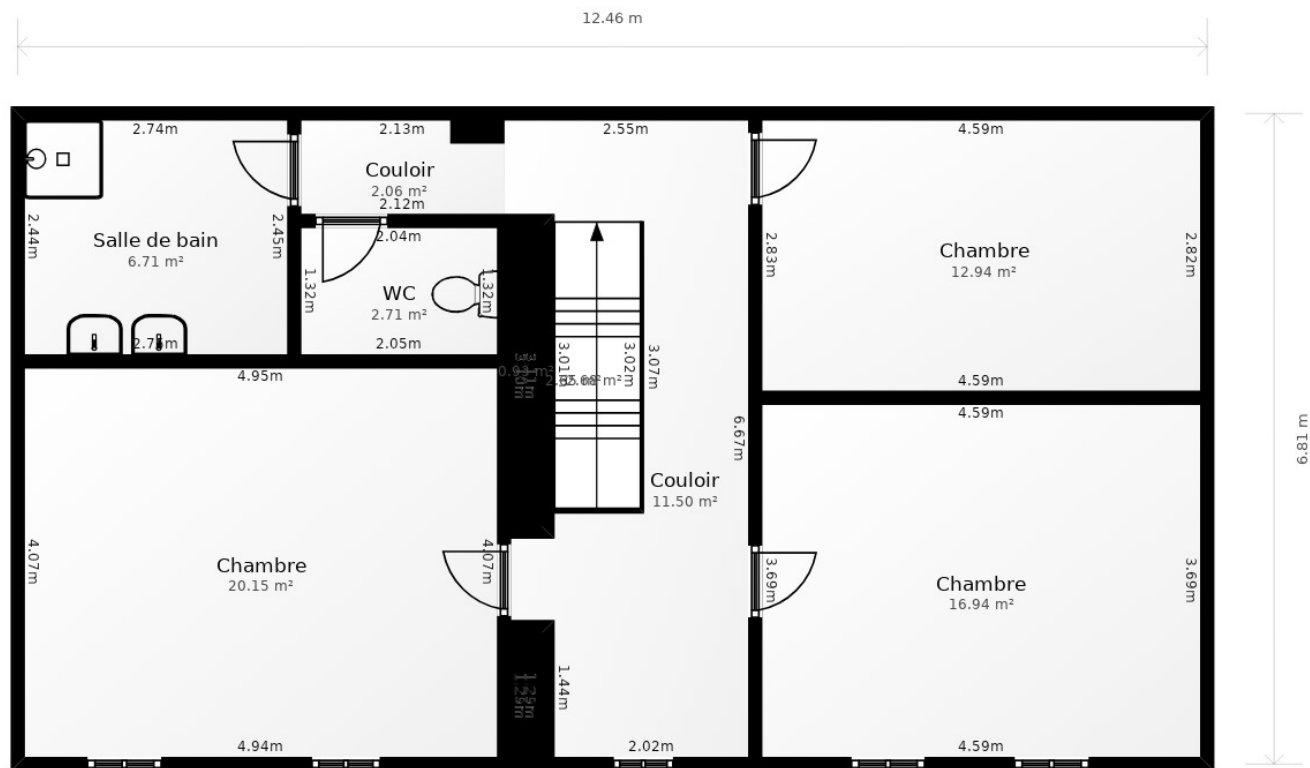 12.46 m
2.74m
2.13m
2.55m
4.59m
Couloir
2.06 m²
2.12m
2.44m
Salle de bain
6.71 m²
2.45m
2.04m
1.32m
WC
2.71 m²
1.32m
2.05m
2.83m
Chambre
12.94 m²
2.82m
4.59m
4.95m
3.01m
3.02m
3.07m
4.59m
6.67m
6.81 m
Couloir
11.50 m²
4.07m
Chambre
20.15 m²
4.07m
3.69m
Chambre
16.94 m²
3.69m
1.44m
4.94m
2.02m
4.59m